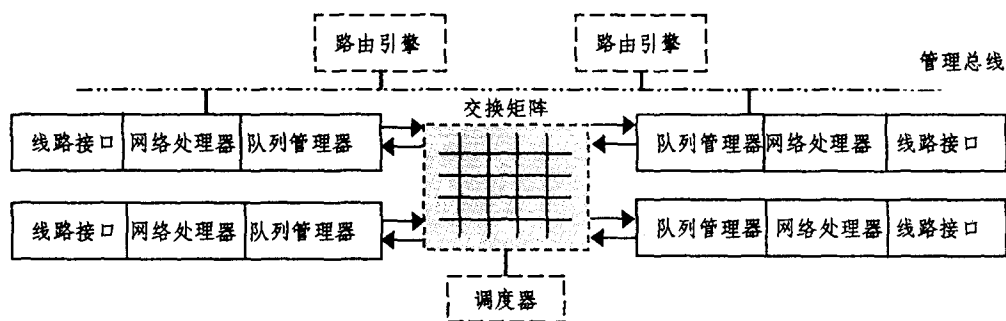 路由引擎
路由引擎
管理总线
交换矩阵
线路接口 网络处理器 队列管理器
队列管理器 网络处理器 线路接口
线路接口 网络处理器 队列管理器
队列管理器 网络处理器 线路接口
调度器